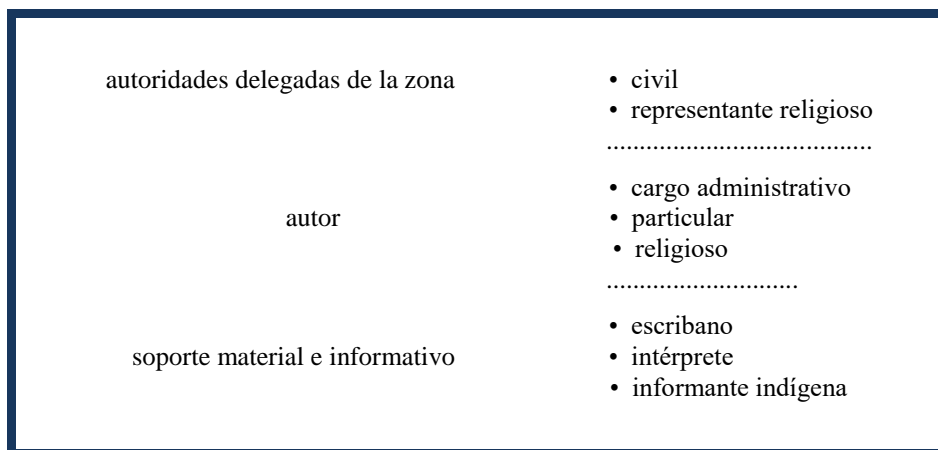 autoridades delegadas de la zona
• civil
• representante religioso
........................................
autor
• cargo administrativo
• particular
• religioso
.............................
soporte material e informativo
• escribano
• intérprete
• informante indígena